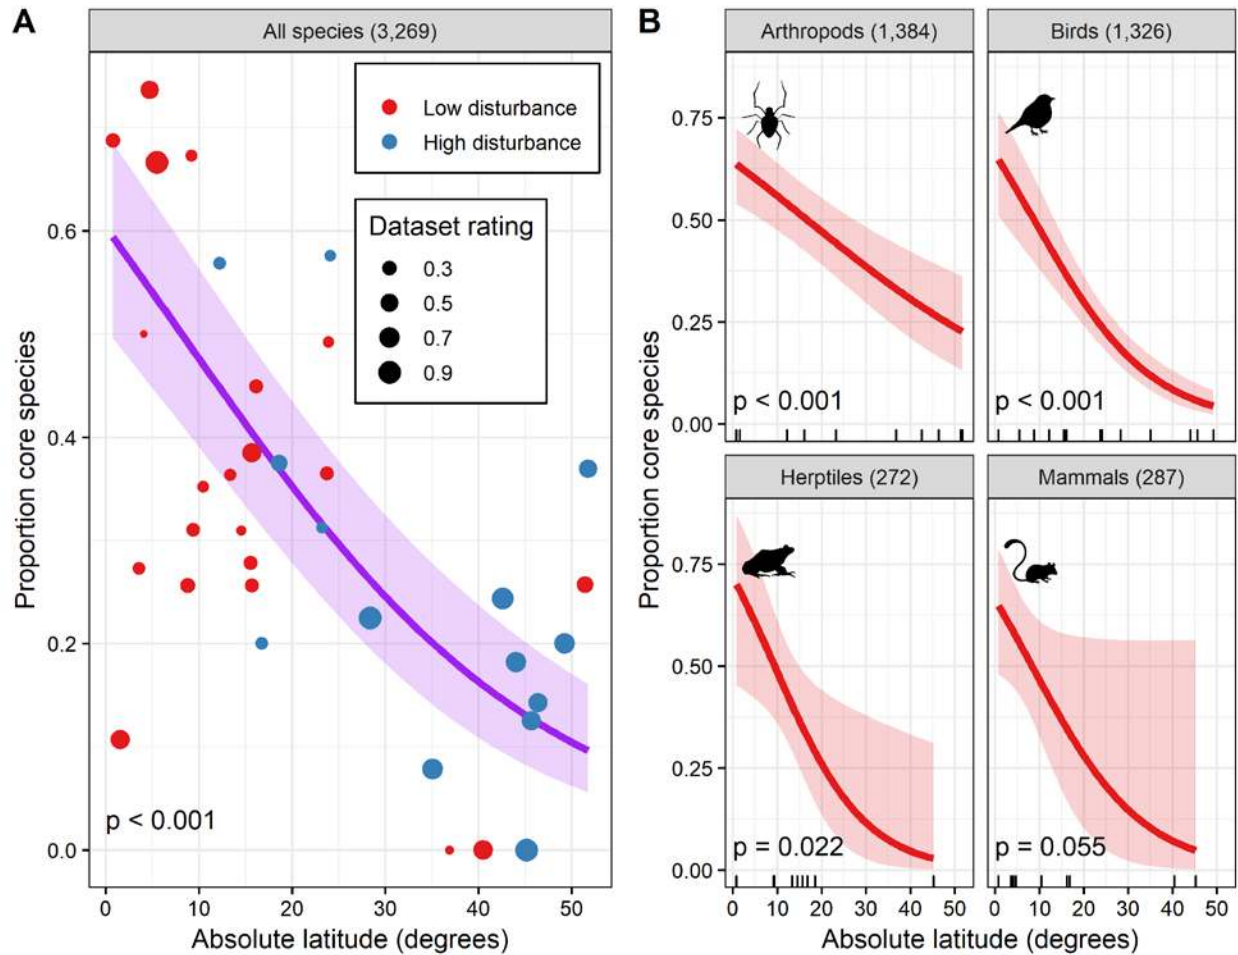 A
All species (3,269)
Low disturbance
High disturbance
Dataset rating
0.3
0.5
0.7
0.9
0.6
0.4
0.2
0.0
Proportion core species
p < 0.001
0 10 20 30 40 50
Absolute latitude (degrees)
B
Arthropods (1,384)
Birds (1,326)
0.75
0.50
0.25
0.00
p < 0.001
p < 0.001
Proportion core species
Herptiles (272)
Mammals (287)
0.75
0.50
0.25
0.00
p = 0.022
p = 0.055
0 10 20 30 40 50
0 10 20 30 40 50
Absolute latitude (degrees)